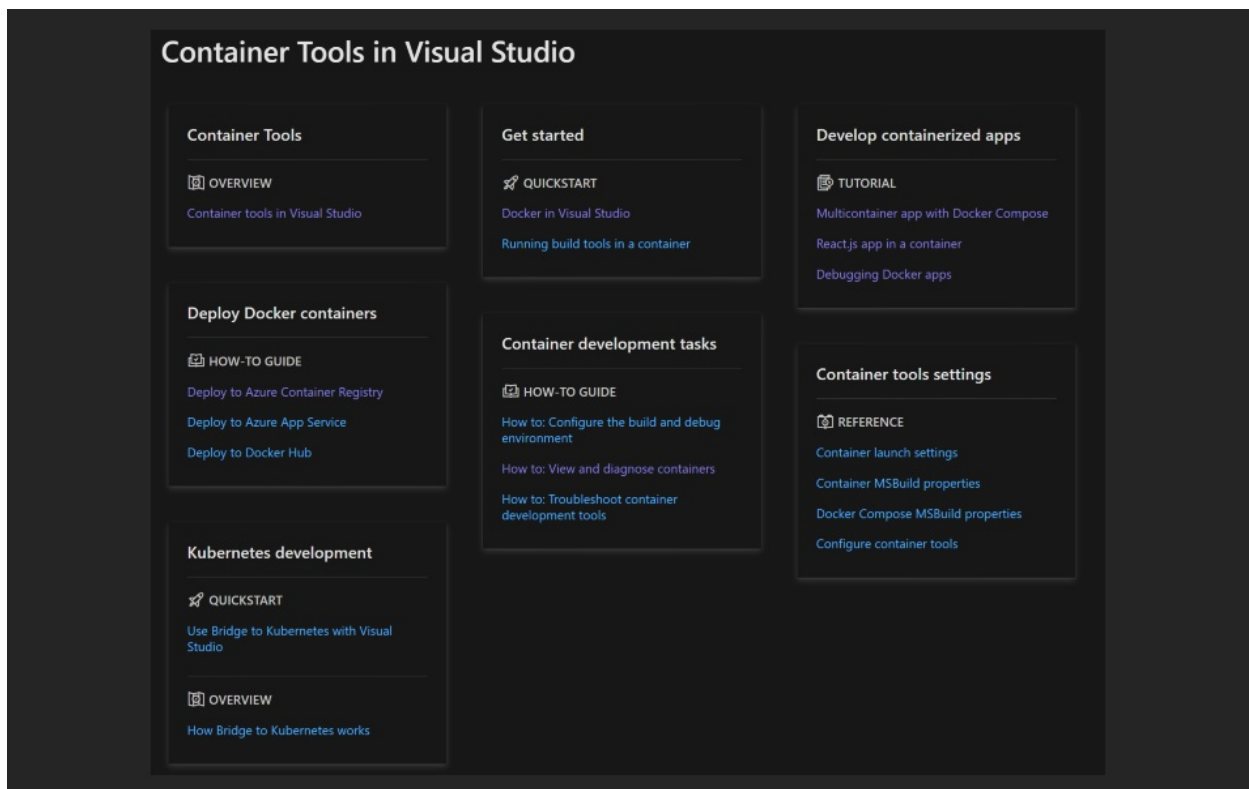 Container Tools in Visual Studio
Container Tools
OVERVIEW
Container tools in Visual Studio
Deploy Docker containers
HOW-TO GUIDE
Deploy to Azure Container Registry
Deploy to Azure App Service
Deploy to Docker Hub
Kubernetes development
QUICKSTART
Use Bridge to Kubernetes with Visual
Studio
OVERVIEW
How Bridge to Kubernetes works
Get started
QUICKSTART
Docker in Visual Studio
Running build tools in a container
Container development tasks
HOW-TO GUIDE
How to: Configure the build and debug
environment
How to: View and diagnose containers
How to: Troubleshoot container
development tools
Develop containerized apps
TUTORIAL
Multicontainer app with Docker Compose
React.js app in a container
Debugging Docker apps
Container tools settings
REFERENCE
Container launch settings
Container MSBuild properties
Docker Compose MSBuild properties
Configure container tools